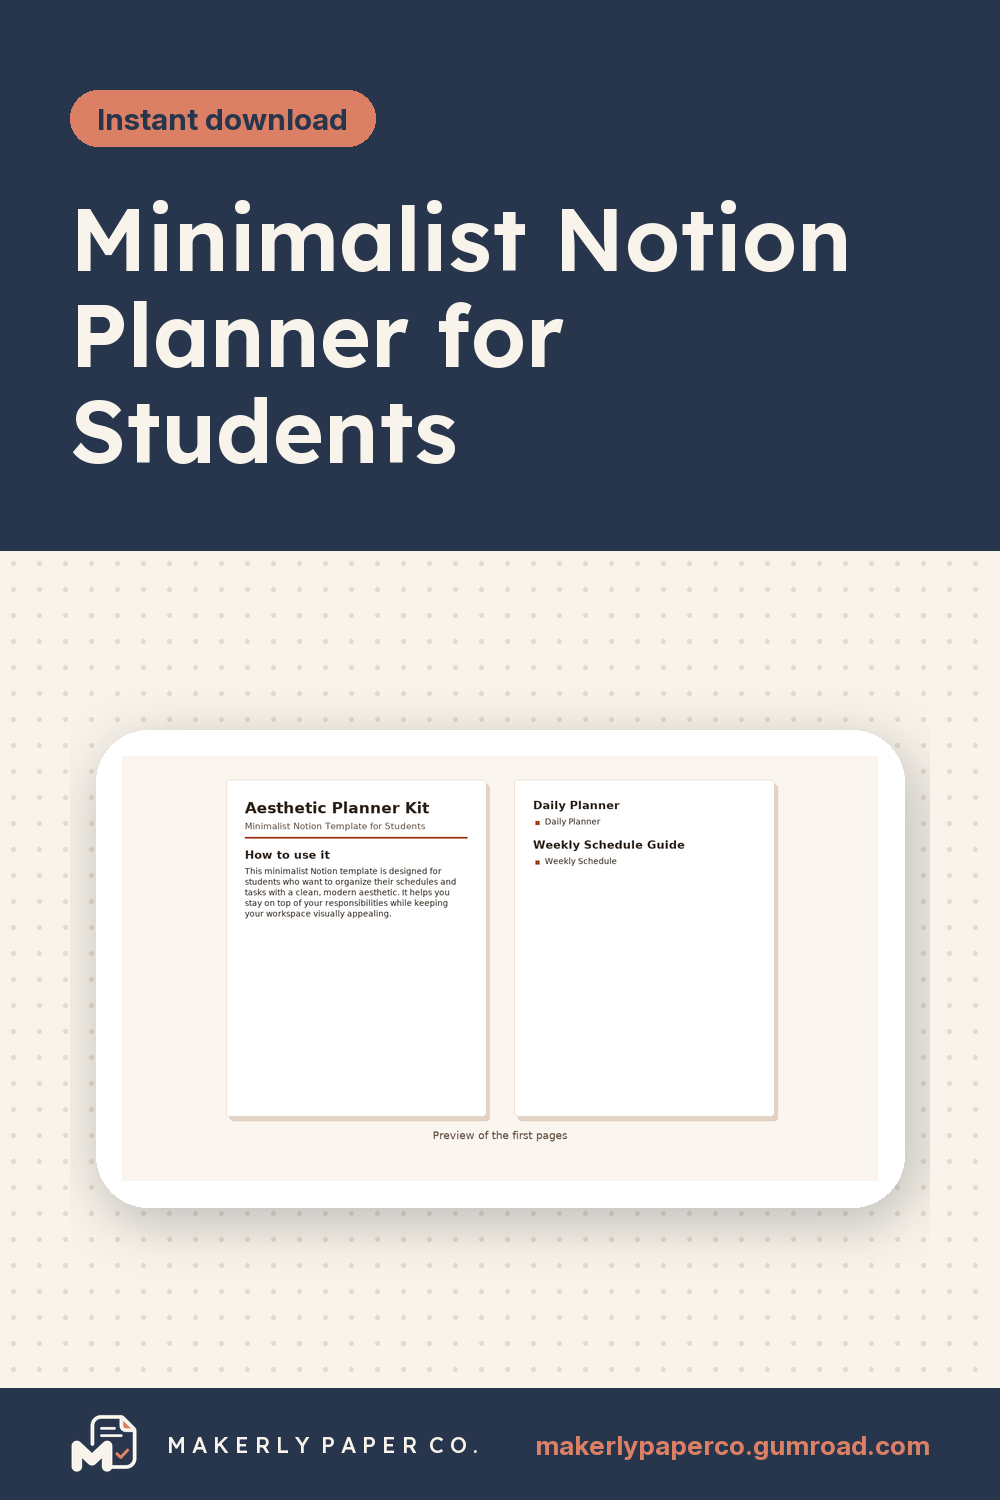 Instant download
Minimalist Notion
Planner for
Students
Aesthetic Planner Kit
Minimalist Notion Template for Students
How to use it
This minimalist Notion template is designed for
students who want to organize their schedules and
tasks with a clean, modern aesthetic. It helps you
stay on top of your responsibilities while keeping
your workspace visually appealing.
Daily Planner
Daily Planner
Weekly Schedule Guide
Weekly Schedule
Preview of the first pages
MAKERLY PAPER CO.
makerlypaperco.gumroad.com